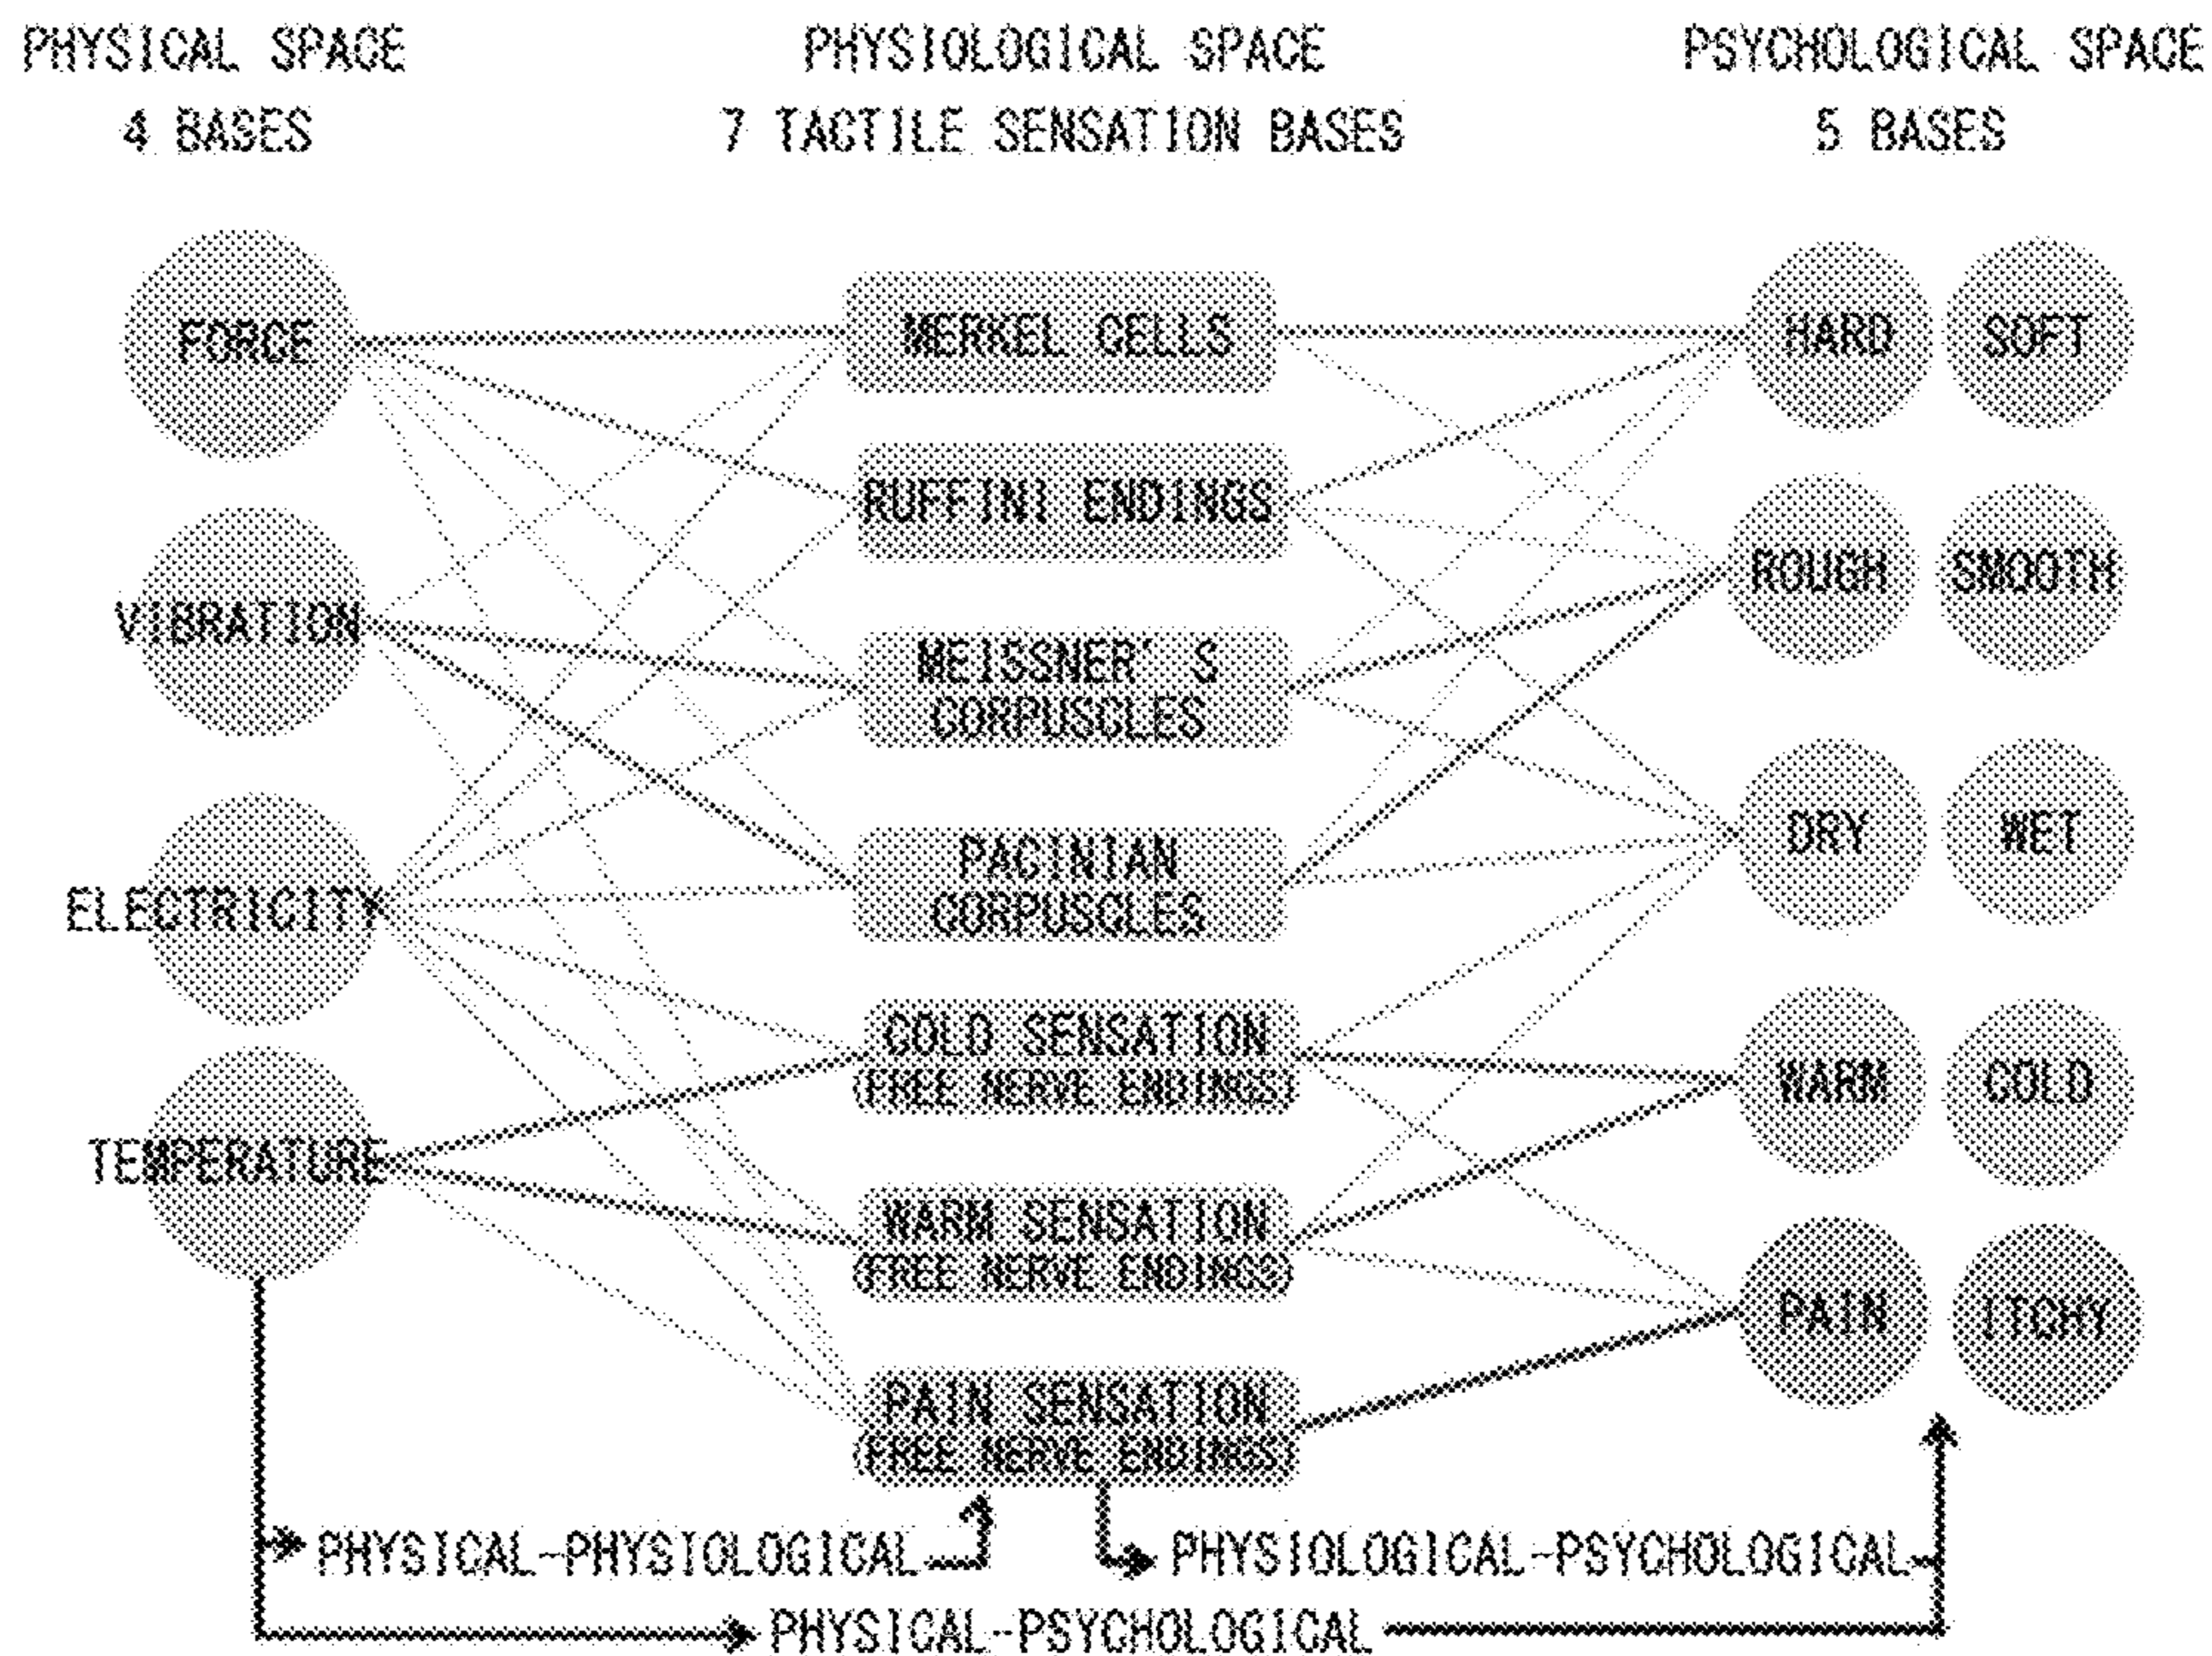 PHYSICAL SPACE
4 BASES
PHYSIOLOGICAL SPACE
7 TACTILE SENSATION BASES
PSYCHOLOGICAL SPACE
5 BASES
FORCE
VIBRATION
ELECTRICITY
TEMPERATURE
MERKEL CELLS
RUFFINI ENDINGS
MEISSNER' S
CORPUSCLES
PACINIAN
CORPUSCLES
COLD SENSATION
(FREE NERVE ENDINGS)
WARM SENSATION
(FREE NERVE ENDINGS)
PAIN SENSATION
(FREE NERVE ENDINGS)
HARD SOFT
ROUGH SMOOTH
DRY WET
WARM COLD
PAIN ITCHY
PHYSICAL-PHYSIOLOGICAL
PHYSIOLOGICAL-PSYCHOLOGICAL
PHYSICAL-PSYCHOLOGICAL